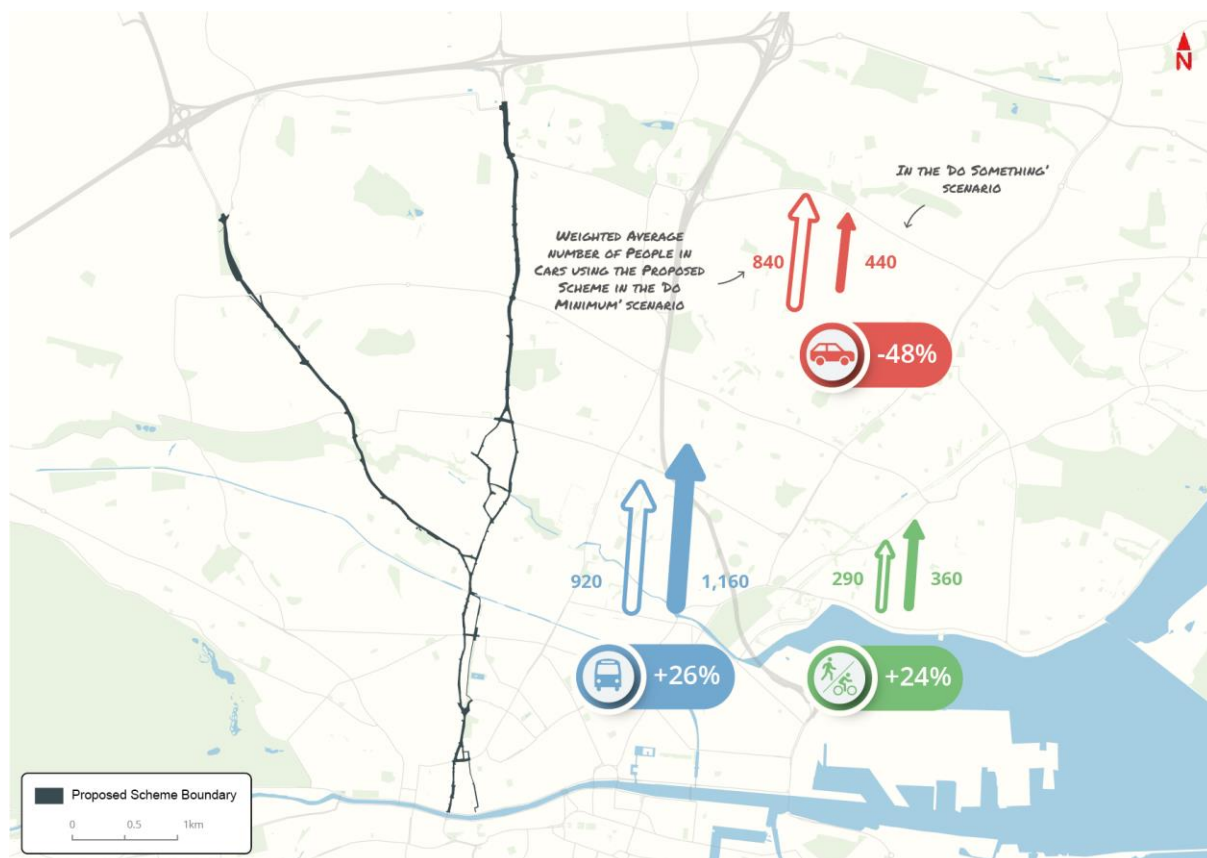 N
IN THE 'DO SOMETHING'
SCENARIO
WEIGHTED AVERAGE
NUMBER OF PEOPLE IN
CARS USING THE PROPOSED
SCHEME IN THE 'DO
MINIMUM' SCENARIO
840
440
-48%
920
1,160
+26%
290
360
+24%
Proposed Scheme Boundary
0 0.5 1km